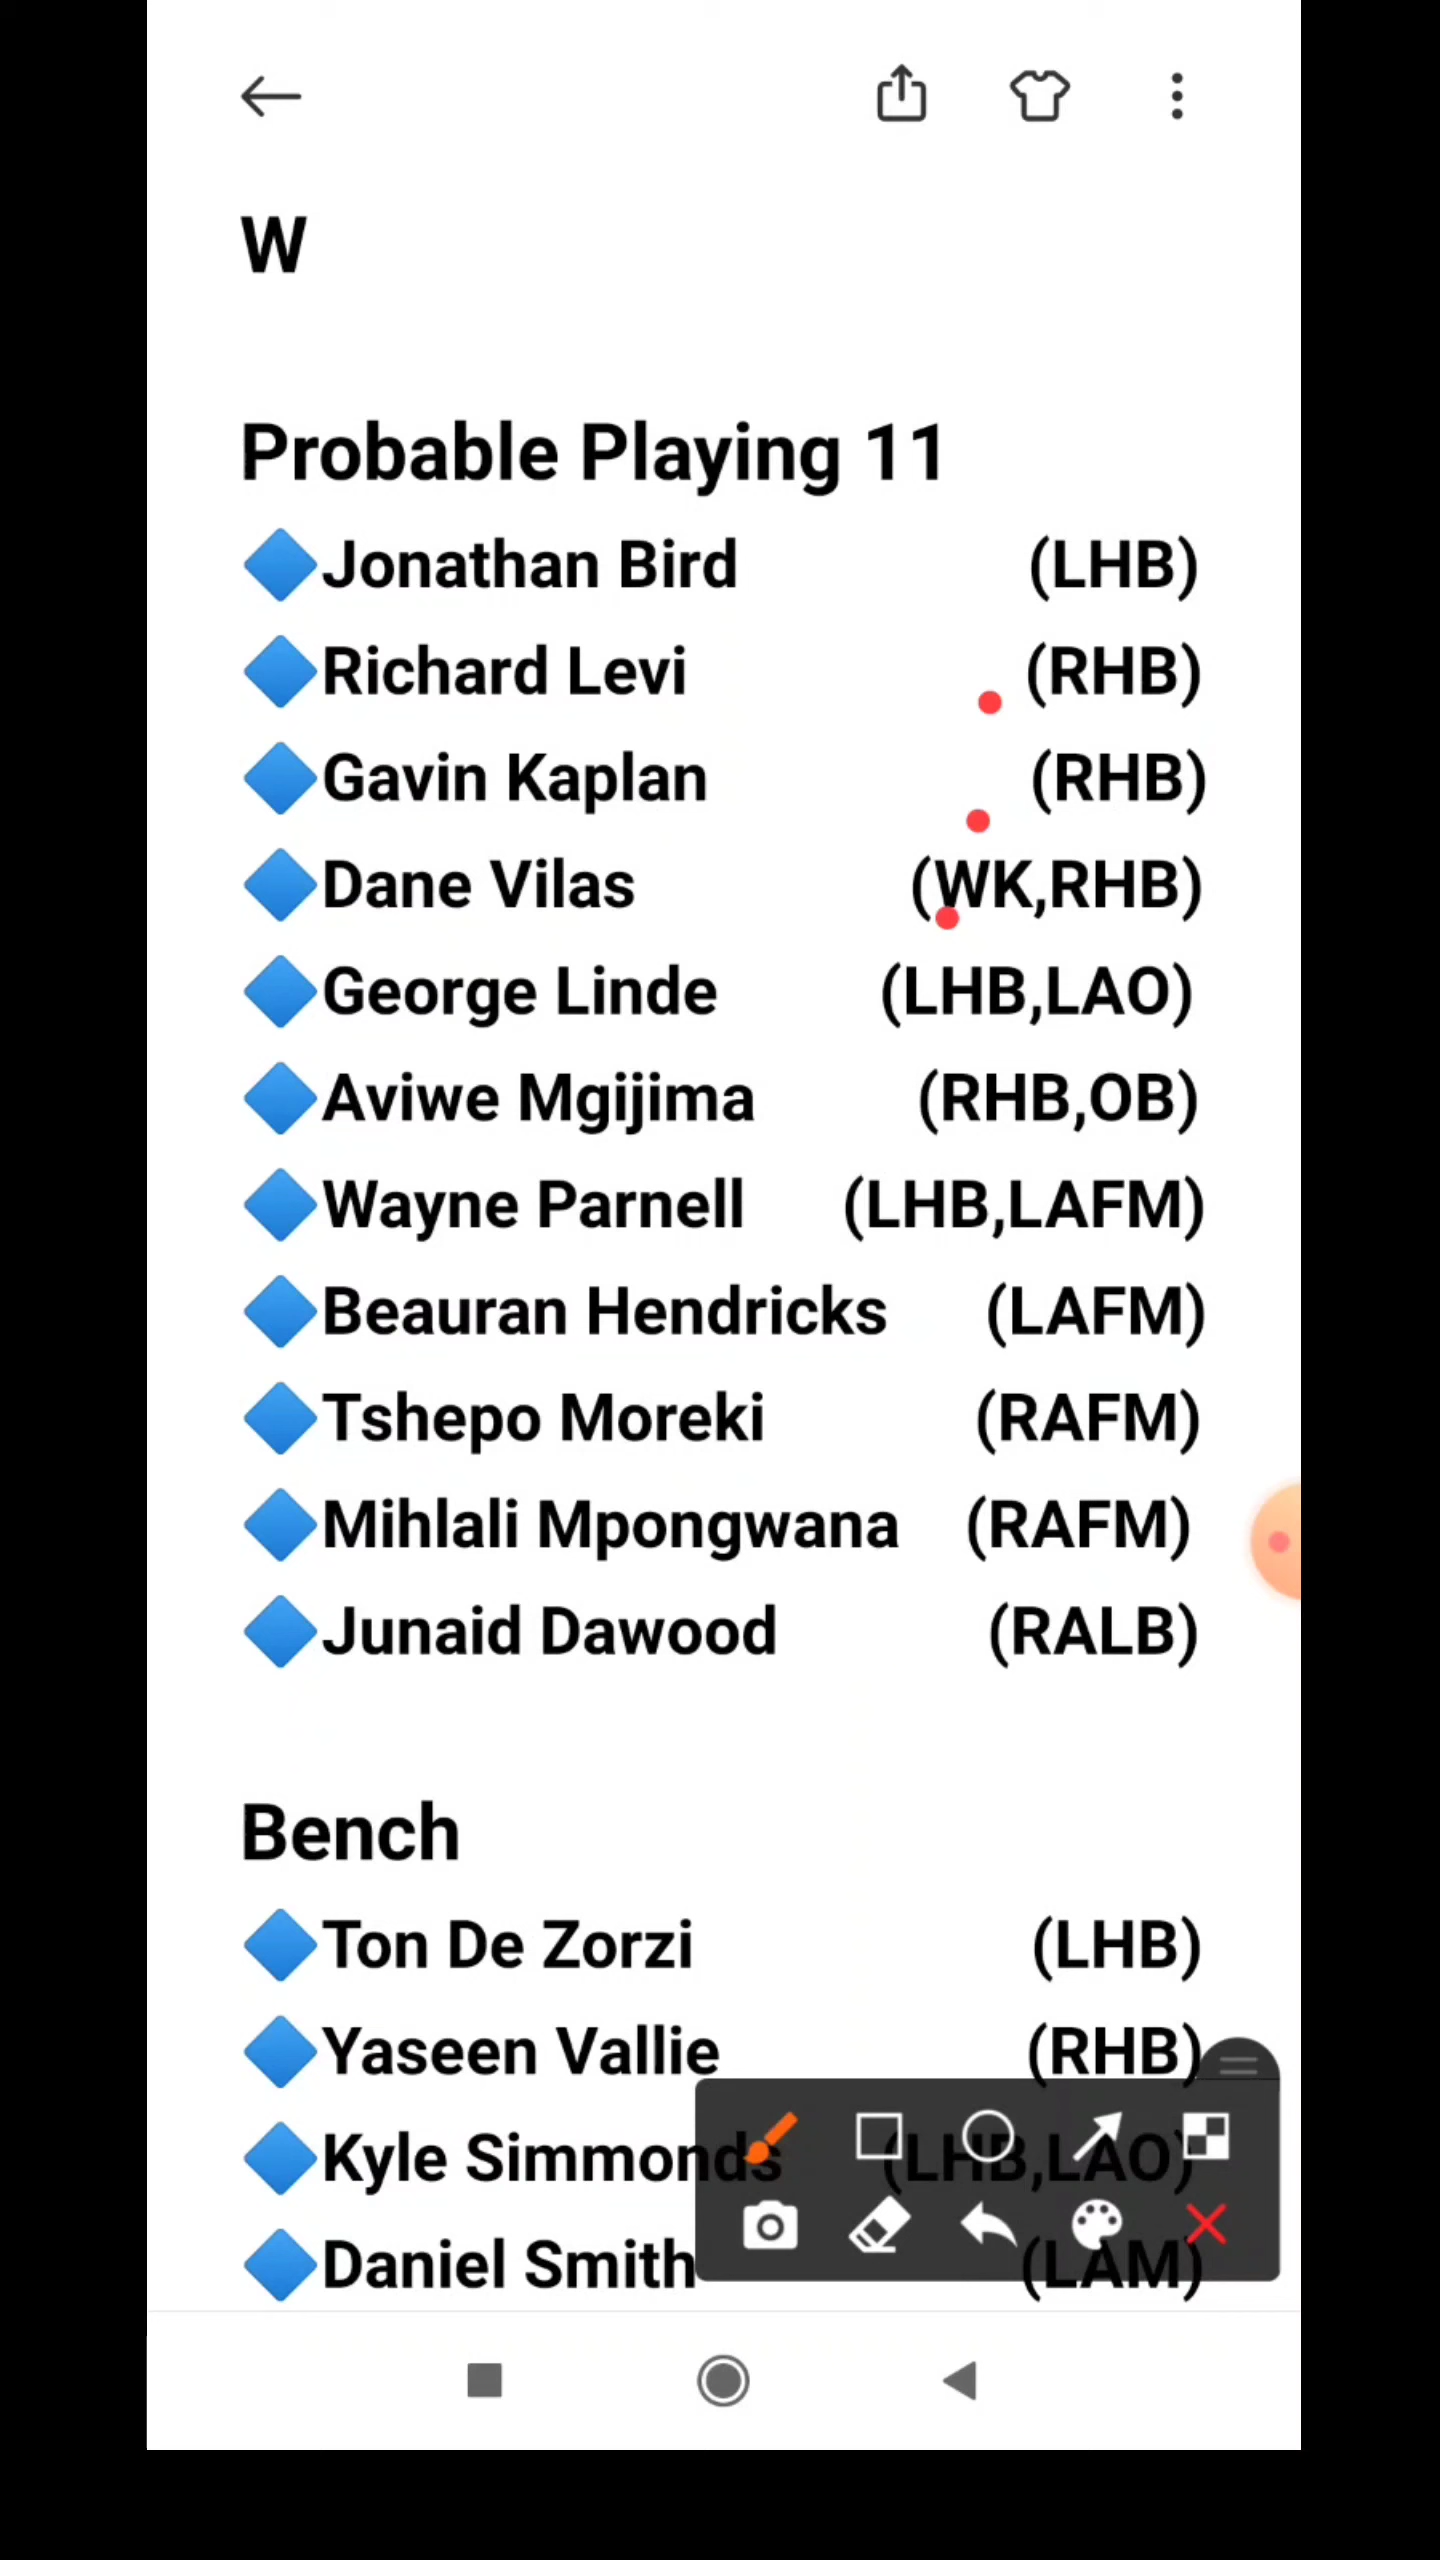 W
Probable Playing 11
🔷Jonathan Bird (LHB)
🔷Richard Levi (RHB)
🔷Gavin Kaplan (RHB)
🔷Dane Vilas (WK,RHB)
🔷George Linde (LHB,LAO)
🔷Aviwe Mgijima (RHB,OB)
🔷Wayne Parnell (LHB,LAFM)
🔷Beauran Hendricks (LAFM)
🔷Tshepo Moreki (RAFM)
🔷Mihlali Mpongwana (RAFM)
🔷Junaid Dawood (RALB)
Bench
🔷Ton De Zorzi (LHB)
🔷Yaseen Vallie (RHB)
🔷Kyle Simmonds (LHB,LAO)
🔷Daniel Smith (LAM)